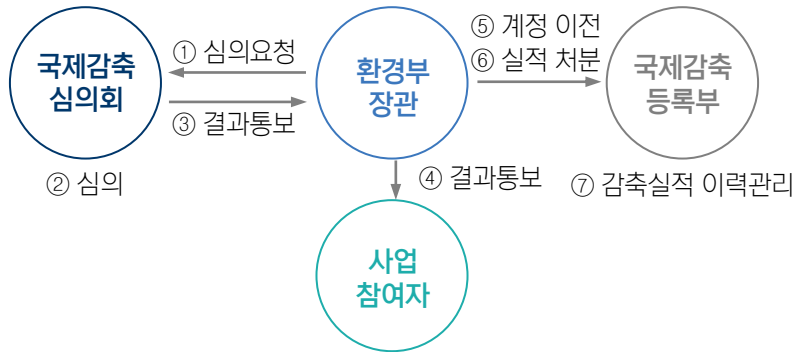 국제감축
심의회
① 심의요청
③ 결과통보
② 심의
환경부
장관
④ 결과통보
사업
참여자
⑤ 계정 이전
⑥ 실적 처분
국제감축
등록부
⑦ 감축실적 이력관리